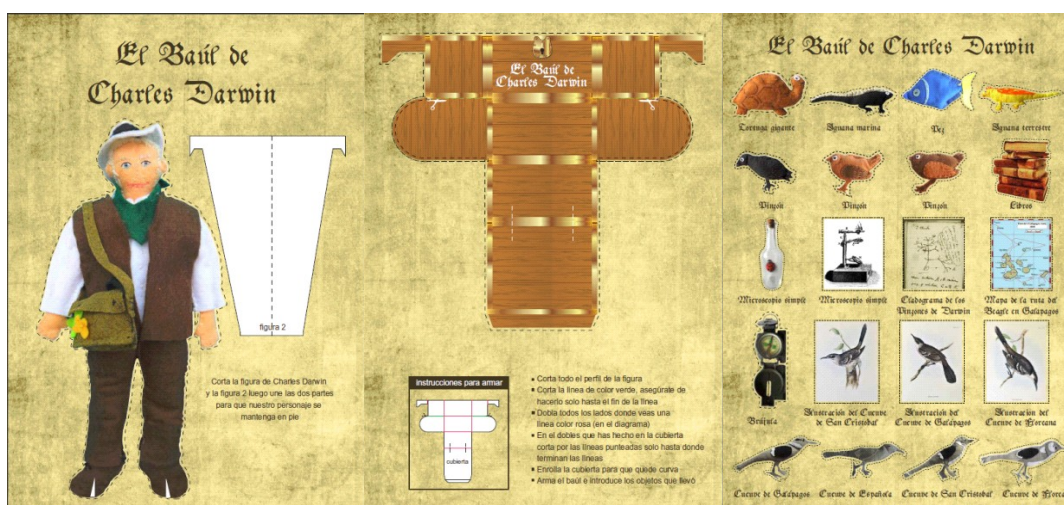 El Baúl de
Charles Darwin
figura 2
Corta la figura de Charles Darwin
y la figura 2 luego une las dos partes
para que nuestro personaje se
mantenga en pie
El Baúl de
Charles Darwin
instrucciones para armar
cubierta
• Corta todo el perfil de la figura
• Corta la línea de color verde, asegúrate de
hacerlo solo hasta el fin de la línea
• Dobla todos los lados donde veas una
línea color rosa (en el diagrama)
• En el dobles que has hecho en la cubierta
corta por las líneas punteadas solo hasta donde
terminan las líneas
• Enrolla la cubierta para que quede curva
• Arma el baúl e introduce los objetos que llevó
El Baúl de Charles Darwin
Tortuga gigante
Iguana marina
Pez
Iguana terrestre
Pinzón
Pinzón
Pinzón
Libros
Microscopio simple
Microscopio simple
Cladograma de los
Pinzones de Darwin
Mapa de la ruta del
Beagle en Galápagos
Brújula
Ilustración del Cucuve
de San Cristobal
Ilustración del
Cucuve de Galápagos
Ilustración del
Cucuve de Floreana
Cucuve de Galápagos
Cucuve de Española
Cucuve de San Cristobal
Cucuve de Florean